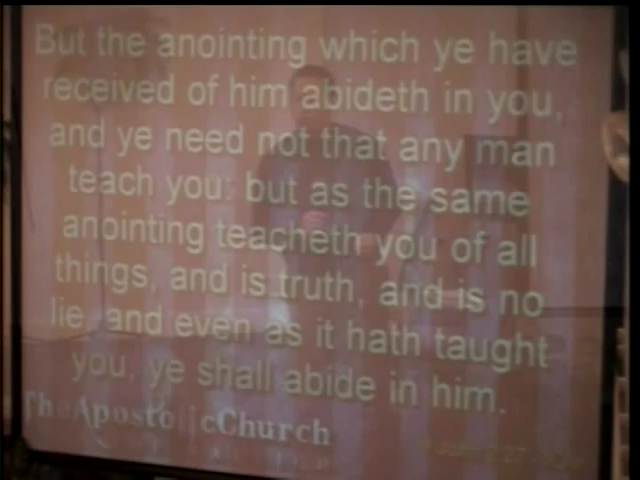 But the anointing which ye have
received of him abideth in you,
and ye need not that any man
teach you: but as the same
anointing teacheth you of all
things, and is truth, and is no
lie, and even as it hath taught
you, ye shall abide in him.
TheApostolicChurch